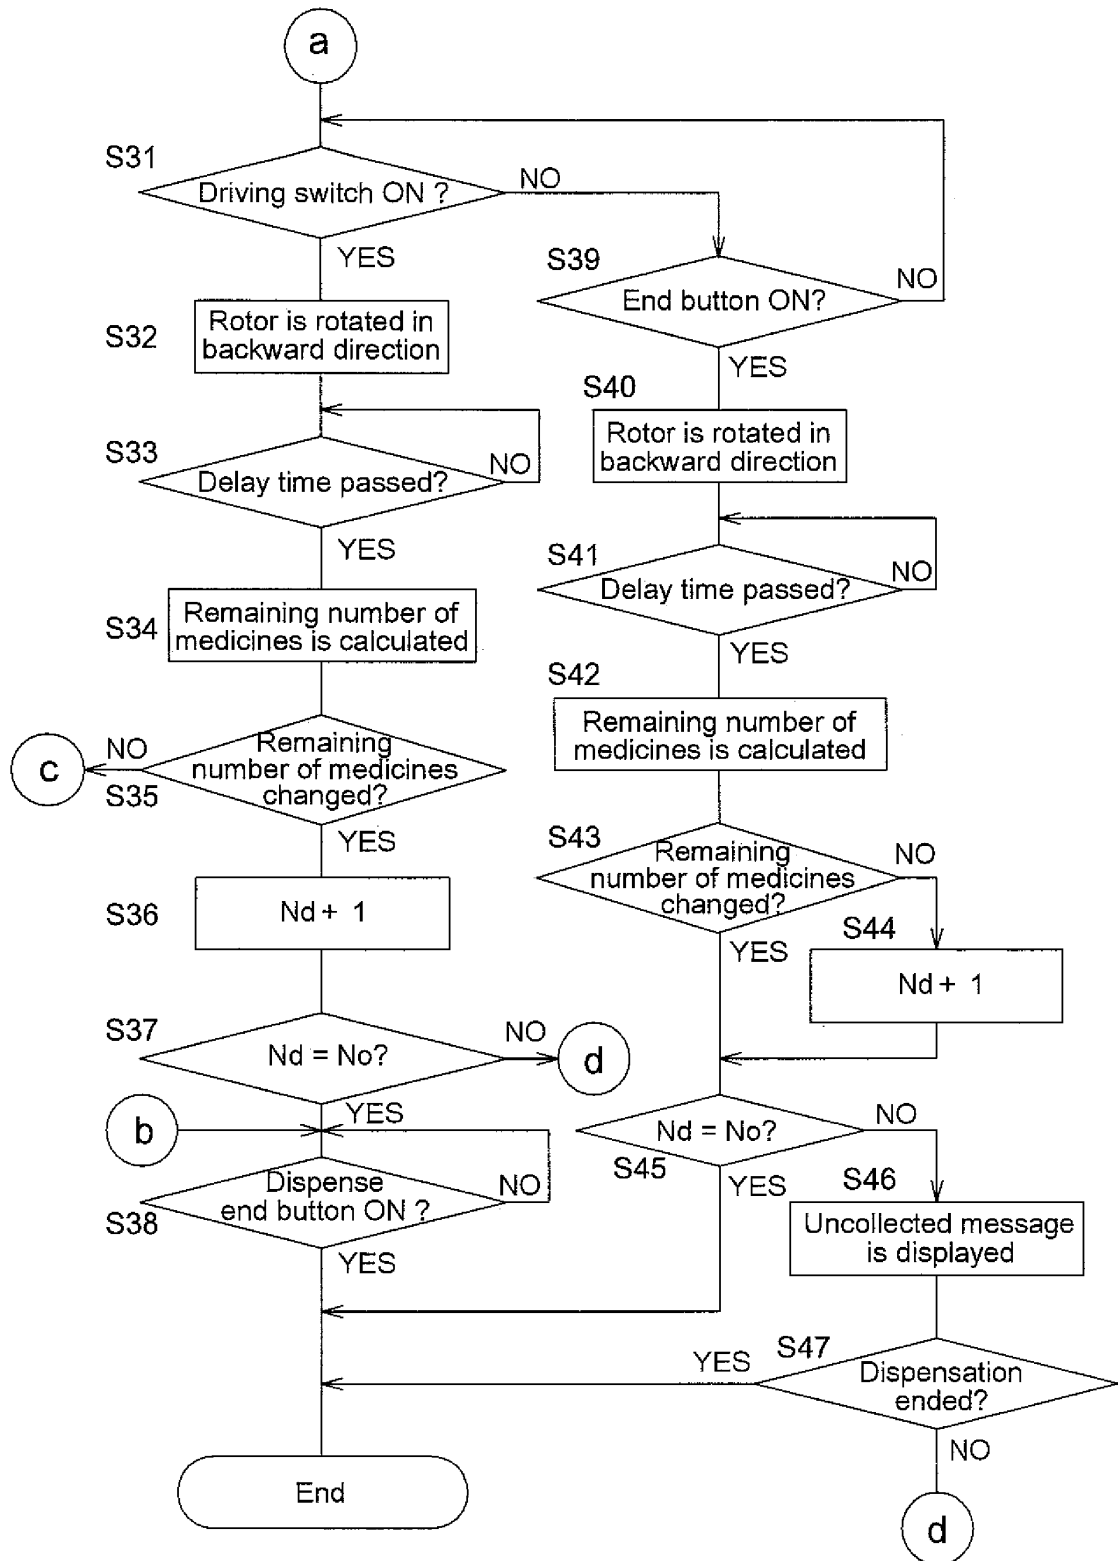 a
S31
Driving switch ON ?
NO
YES
S39
End button ON?
NO
YES
S32
Rotor is rotated in
backward direction
S40
Rotor is rotated in
backward direction
S33
Delay time passed?
NO
YES
S41
Delay time passed?
NO
YES
S34
Remaining number of
medicines is calculated
S42
Remaining number of
medicines is calculated
c
NO
S35
Remaining
number of medicines
changed?
YES
S43
Remaining
number of medicines
changed?
NO
YES
S36
Nd + 1
S44
Nd + 1
S37
Nd = No?
NO
d
YES
b
S45
Nd = No?
NO
YES
S38
Dispense
end button ON ?
NO
YES
S46
Uncollected message
is displayed
S47
Dispensation
ended?
YES
NO
End
d